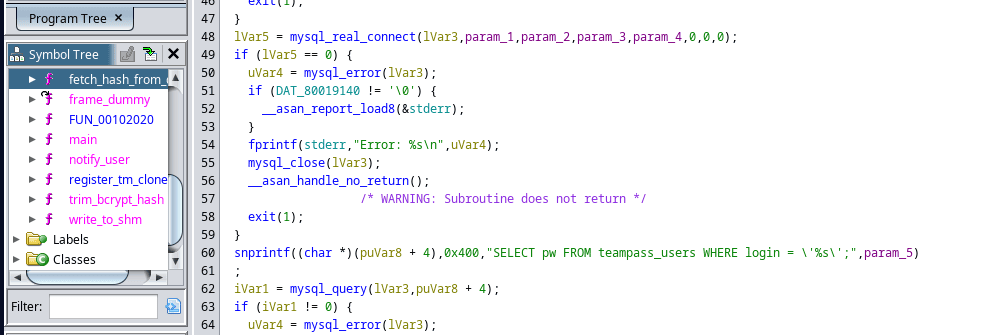 Program Tree ×
Symbol Tree
fetch_hash_from_
frame_dummy
FUN_00102020
main
notify_user
register_tm_clone
trim_bcrypt_hash
write_to_shm
Labels
Classes
Filter:
46 exit(1);
47 }
48 lVar5 = mysql_real_connect(lVar3,param_1,param_2,param_3,param_4,0,0,0);
49 if (lVar5 == 0) {
50 uVar4 = mysql_error(lVar3);
51 if (DAT_80019140 != '\0') {
52 __asan_report_load8(&stderr);
53 }
54 fprintf(stderr,"Error: %s\n",uVar4);
55 mysql_close(lVar3);
56 __asan_handle_no_return();
57 /* WARNING: Subroutine does not return */
58 exit(1);
59 }
60 snprintf((char *)(puVar8 + 4),0x400,"SELECT pw FROM teampass_users WHERE login = \'%s\';",param_5)
61 ;
62 iVar1 = mysql_query(lVar3,puVar8 + 4);
63 if (iVar1 != 0) {
64 uVar4 = mysql_error(lVar3);